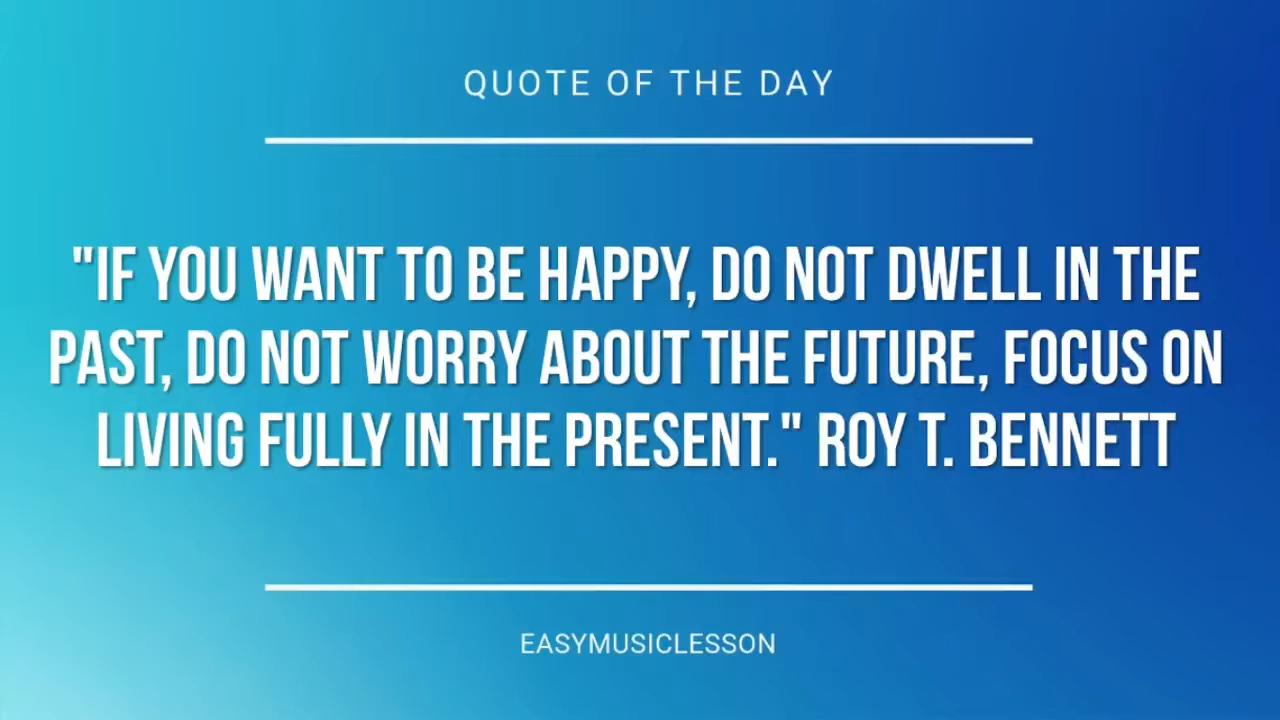 QUOTE OF THE DAY
"IF YOU WANT TO BE HAPPY, DO NOT DWELL IN THE
PAST, DO NOT WORRY ABOUT THE FUTURE, FOCUS ON
LIVING FULLY IN THE PRESENT." ROY T. BENNETT
EASYMUSICLESSON